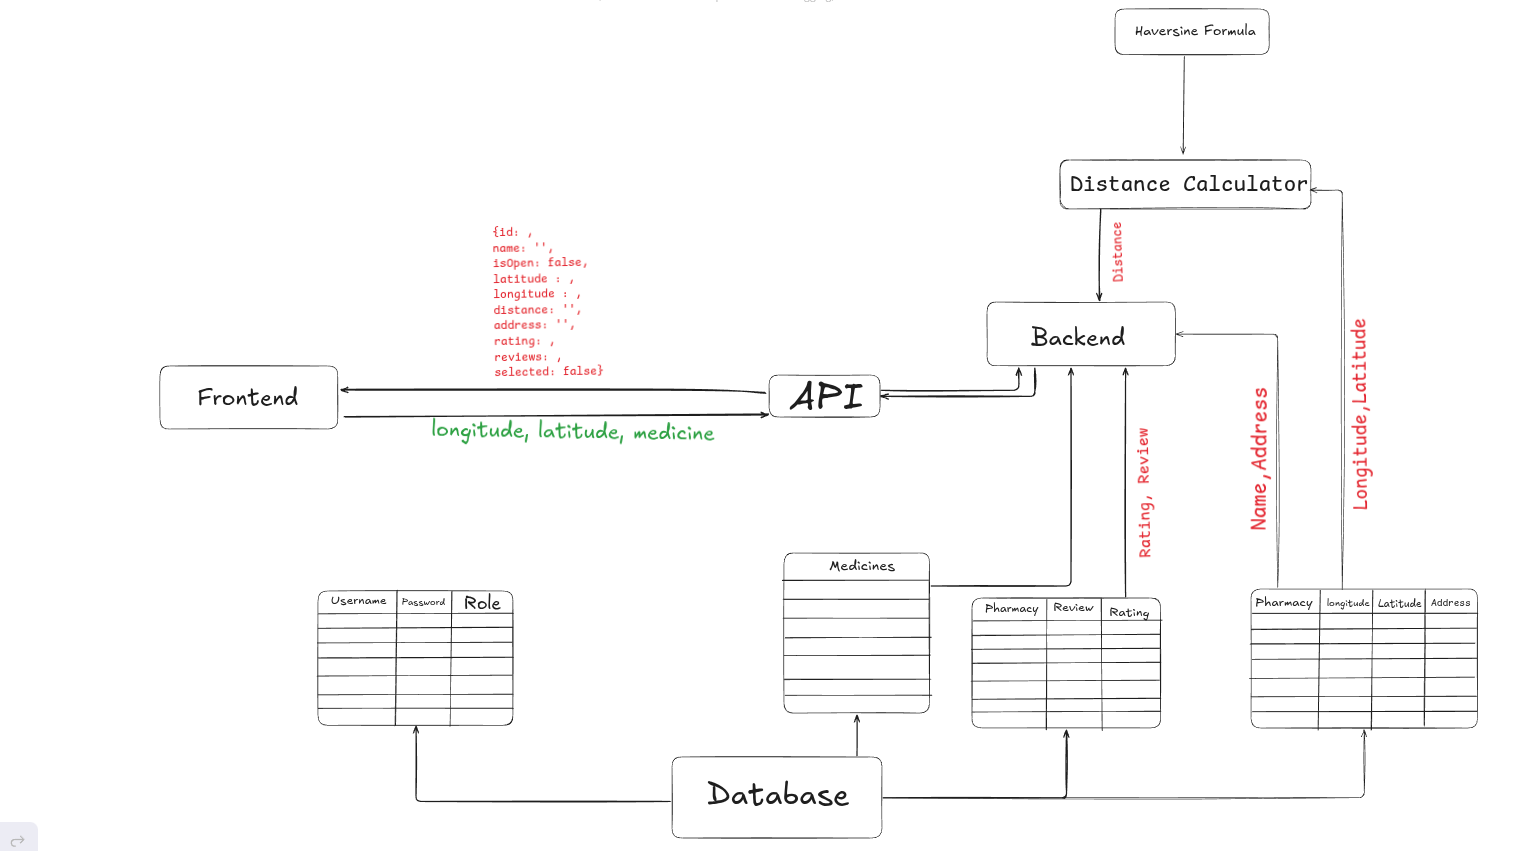 Haversine Formula
Distance Calculator
Distance
{id: ,
name: '',
isOpen: false,
latitude : ,
longitude : ,
distance: '',
address: '',
rating: ,
reviews: ,
selected: false}
Backend
Frontend
API
longitude, latitude, medicine
Rating, Review
Name,Address
Longitude,Latitude
Medicines
Username Password Role
Pharmacy Review Rating
Pharmacy longitude Latitude Address
Database